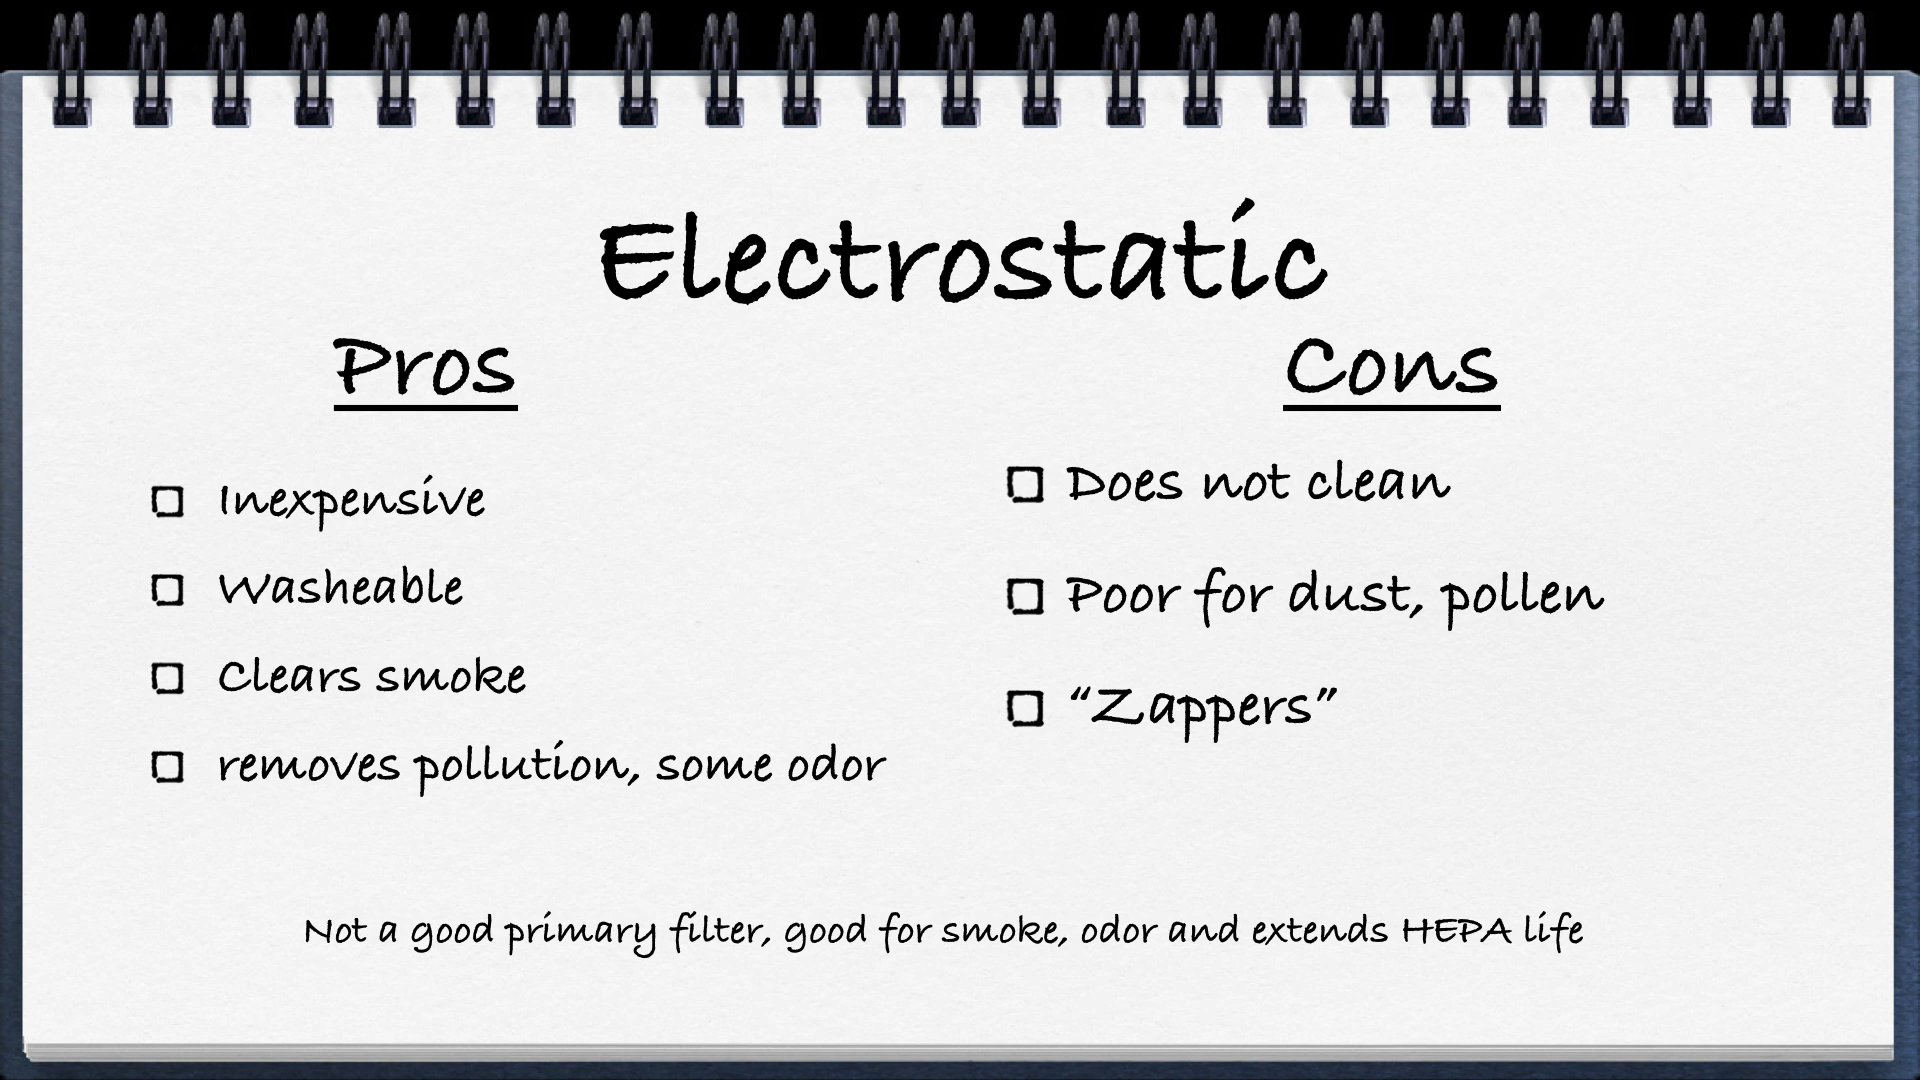 Electrostatic
Pros
Inexpensive
Washeable
Clears smoke
removes pollution, some odor
Cons
Does not clean
Poor for dust, pollen
“Zappers”
Not a good primary filter, good for smoke, odor and extends HEPA life